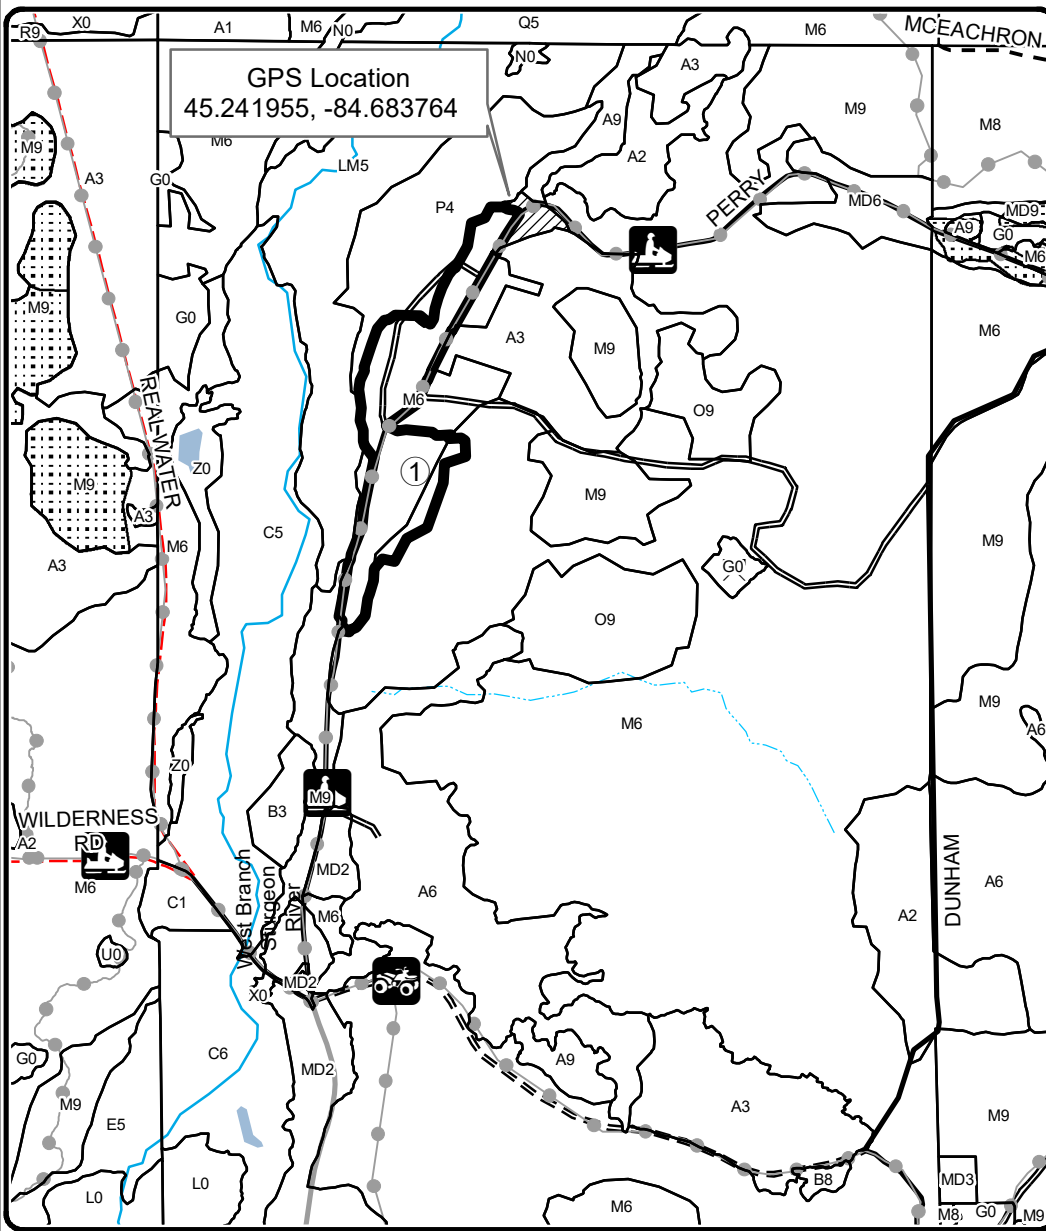 X0
A1
M6
N0
Q5
M6
MCEACHRON
R9
N0
A3
GPS Location
45.241955, -84.683764
M9
A9
M8
M6
M9
A2
LM5
A3
G0
P4
PERRY
MD6
MD9
A9
G0
M6
M9
G0
M6
A3
M9
REAL WATER
M6
O9
Z0
M9
1
M9
A3
C5
M6
M9
A3
G0
O9
M9
A6
M6
Z0
M9
B3
WILDERNESS
RD
A2
DUNHAM
MD2
M6
A6
A6
C1
West Branch
Sturgeon
River
M6
A2
U0
MD2
X0
C6
G0
A9
MD2
M9
A3
M9
E5
B8
MD3
L0
L0
M6
M8
G0
M9